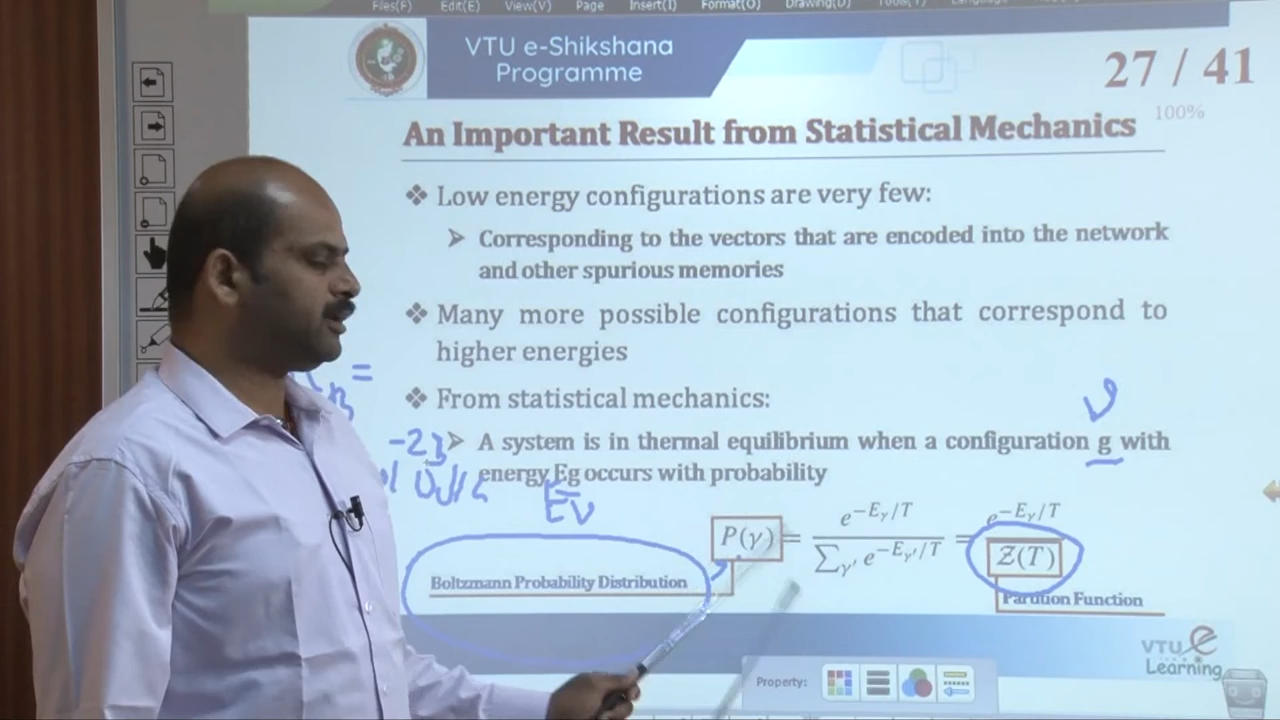 Files(F) Edit(E) View(V) Page Insert(I) Format(O) Drawing(D) Tools(T) Language
VTU e-Shikshana
Programme
27 / 41
100%
An Important Result from Statistical Mechanics
❖ Low energy configurations are very few:
➤ Corresponding to the vectors that are encoded into the network
and other spurious memories
❖ Many more possible configurations that correspond to
higher energies
❖ From statistical mechanics:
➤ A system is in thermal equilibrium when a configuration g with
energy Eg occurs with probability
-23
P(γ) = e^{-E_γ/T} / ∑_{γ'} e^{-E_{γ'}/T} = e^{-E_γ/T} / Z(T)
Boltzmann Probability Distribution
Partition Function
VTU e
Learning
Property: